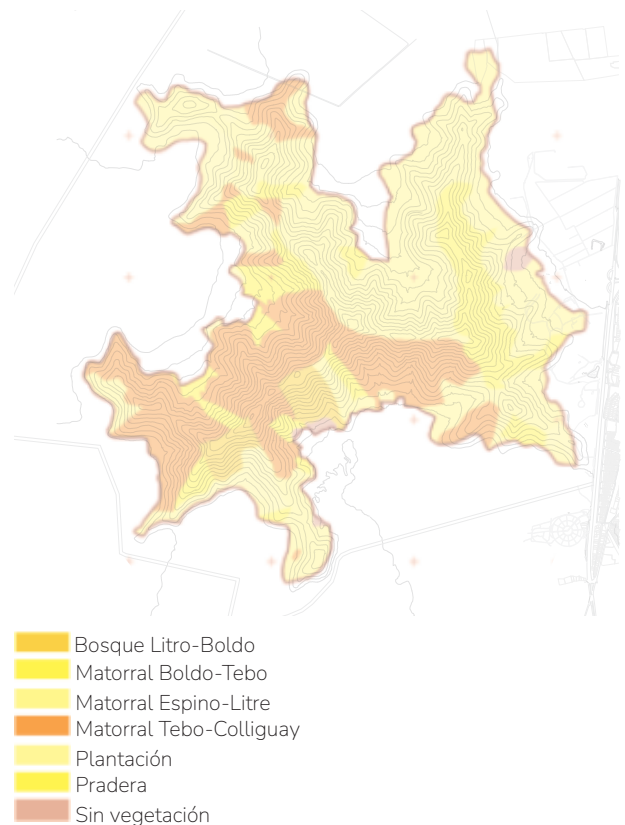 Bosque Litro-Boldo
Matorral Boldo-Tebo
Matorral Espino-Litre
Matorral Tebo-Colliguay
Plantación
Pradera
Sin vegetación